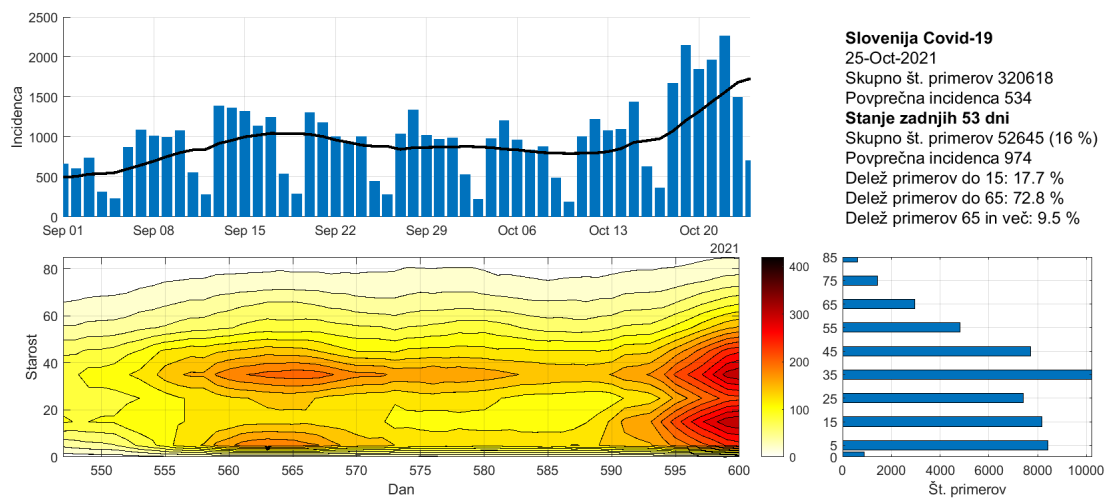 2500
2000
1500
1000
500
0
Incidenca
Sep 01
Sep 08
Sep 15
Sep 22
Sep 29
Oct 06
Oct 13
Oct 20
2021
Slovenija Covid-19
25-Oct-2021
Skupno št. primerov 320618
Povprečna incidenca 534
Stanje zadnjih 53 dni
Skupno št. primerov 52645 (16 %)
Povprečna incidenca 974
Delež primerov do 15: 17.7 %
Delež primerov do 65: 72.8 %
Delež primerov 65 in več: 9.5 %
80
60
40
20
0
Starost
550
555
560
565
570
575
580
585
590
595
600
Dan
400
300
200
100
0
85
75
65
55
45
35
25
15
5
0
0
2000
4000
6000
8000
10000
Št. primerov